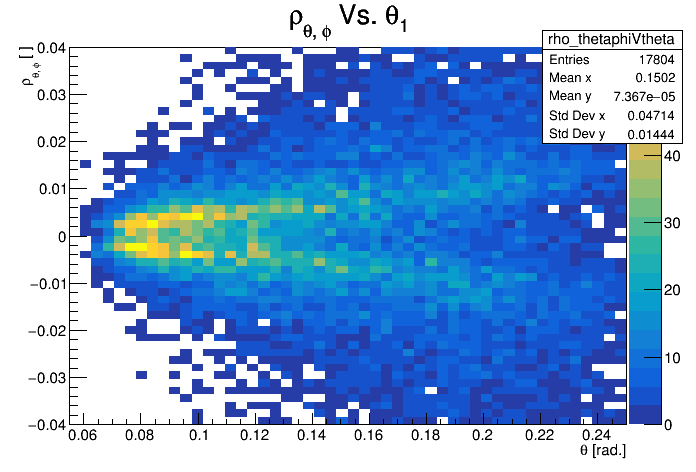 ρθ, ϕ Vs. θ1
rho_thetaphiVtheta
Entries 17804
Mean x 0.1502
Mean y 7.367e−05
Std Dev x 0.04714
Std Dev y 0.01444
ρθ, ϕ [ ]
0.04
0.03
0.02
0.01
0
−0.01
−0.02
−0.03
−0.04
40
30
20
10
0
0.06 0.08 0.1 0.12 0.14 0.16 0.18 0.2 0.22 0.24
θ [rad.]